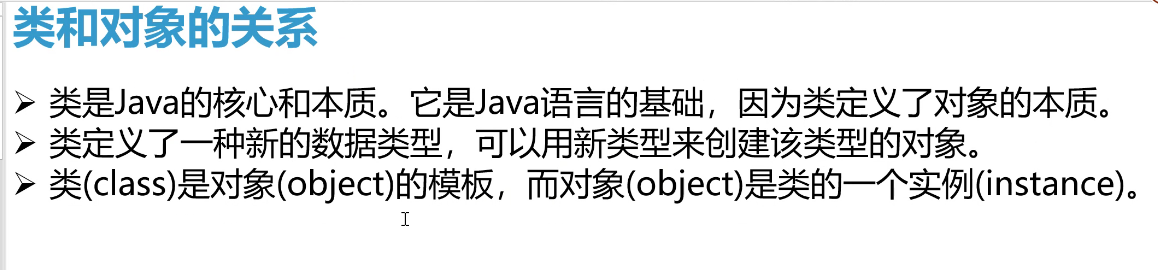 类和对象的关系
➢ 类是Java的核心和本质。它是Java语言的基础，因为类定义了对象的本质。
➢ 类定义了一种新的数据类型，可以用新类型来创建该类型的对象。
➢ 类(class)是对象(object)的模板，而对象(object)是类的一个实例(instance)。